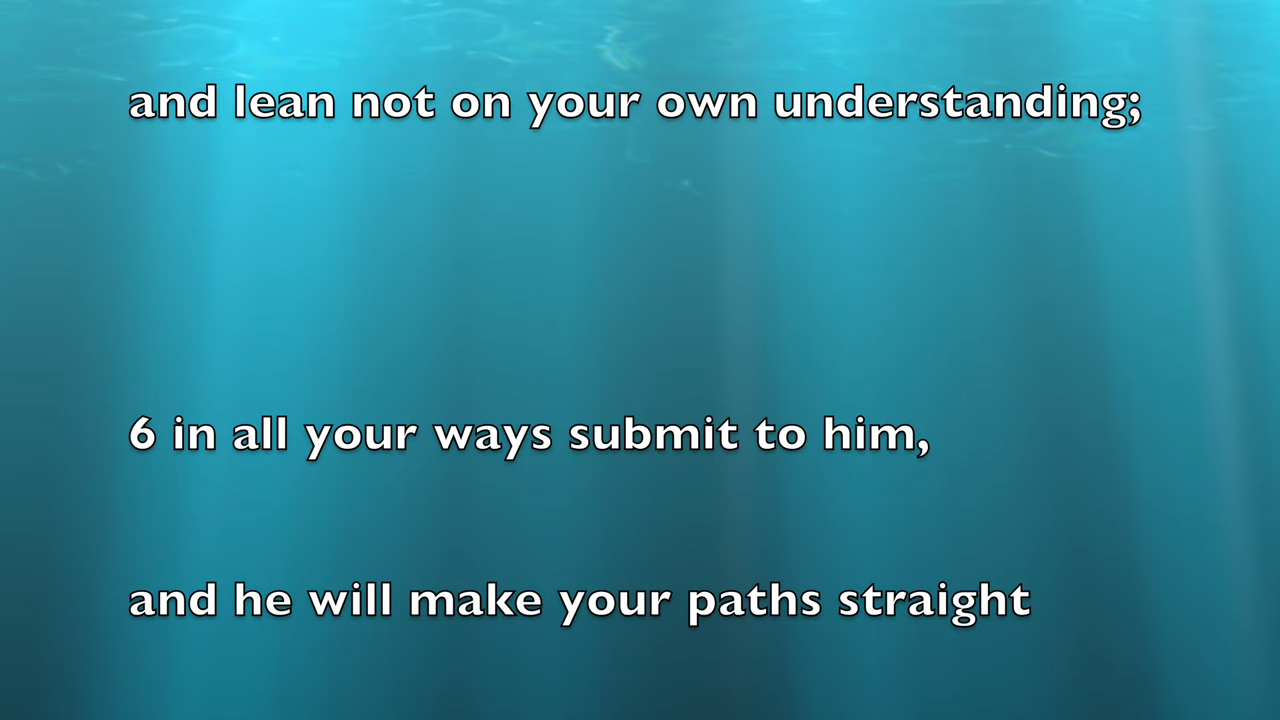 and lean not on your own understanding;
6 in all your ways submit to him,
and he will make your paths straight